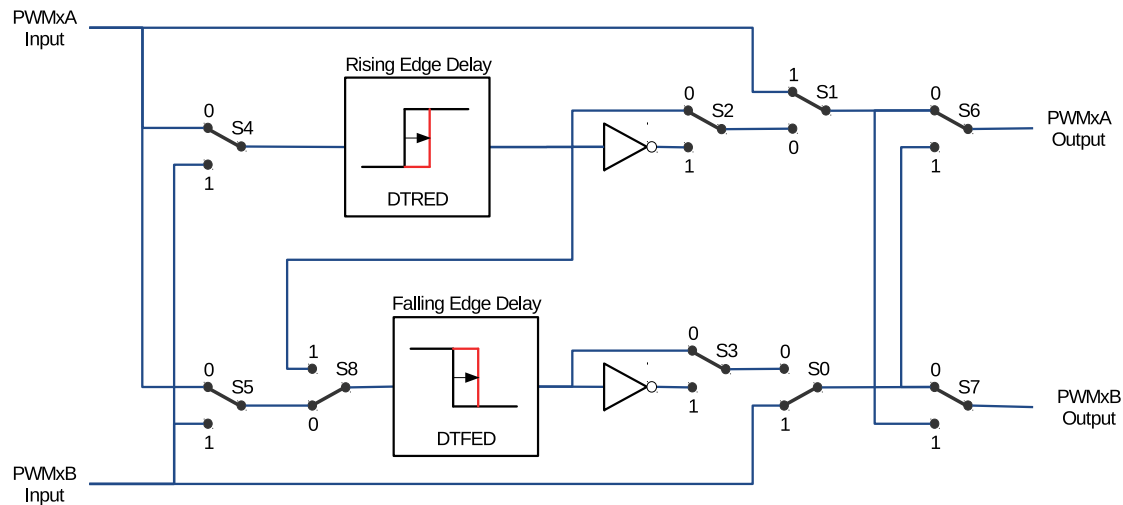 PWMxA
Input
Rising Edge Delay
DTRED
0
S4
1
0
S2
1
1
S1
0
0
S6
1
PWMxA
Output
Falling Edge Delay
DTFED
0
S5
1
1
S8
0
0
S3
1
0
S0
1
0
S7
1
PWMxB
Output
PWMxB
Input